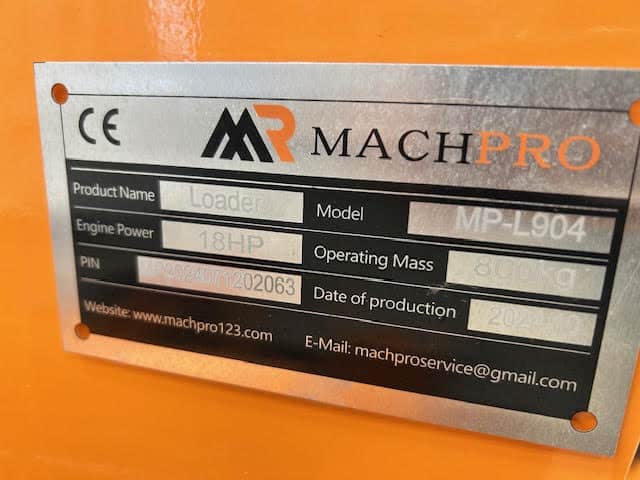 CE
MR MACHPRO
Product Name Loader Model MP-L904
Engine Power 18HP Operating Mass
PIN Date of production
Website: www.machpro123.com E-Mail: machproservice@gmail.com